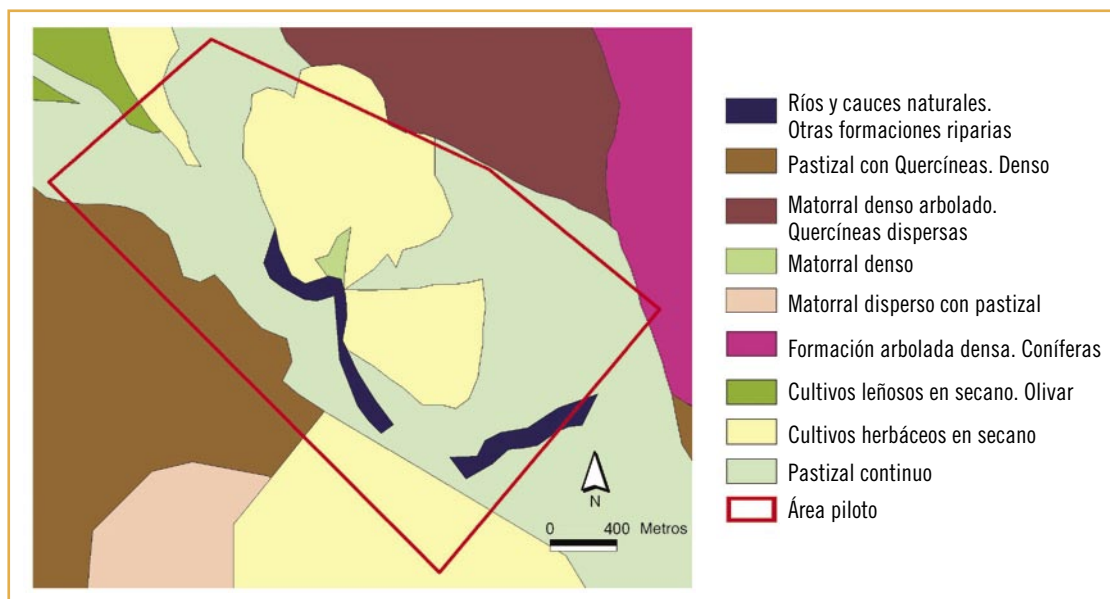 Ríos y cauces naturales.
Otras formaciones riparias
Pastizal con Quercíneas. Denso
Matorral denso arbolado.
Quercíneas dispersas
Matorral denso
Matorral disperso con pastizal
Formación arbolada densa. Coníferas
Cultivos leñosos en secano. Olivar
Cultivos herbáceos en secano
Pastizal continuo
Área piloto
N
0 400 Metros